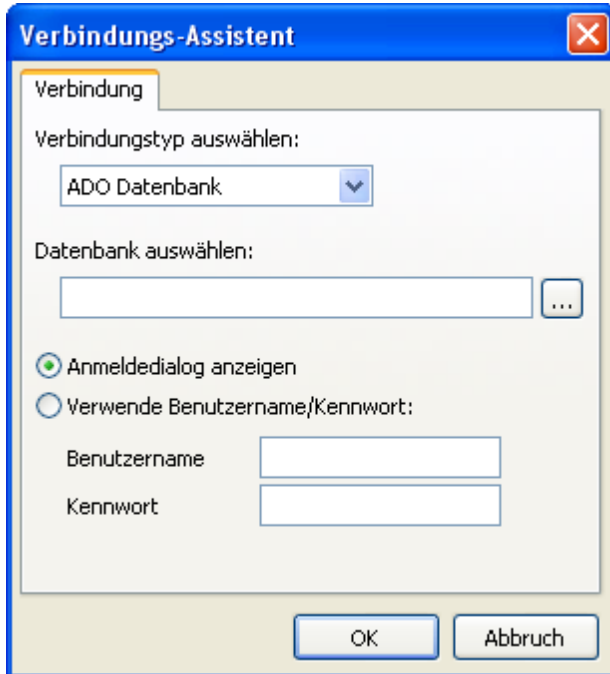 Verbindungs-Assistent
Verbindung
Verbindungstyp auswählen:
ADO Datenbank
Datenbank auswählen:
...
Anmeldedialog anzeigen
Verwende Benutzername/Kennwort:
Benutzername
Kennwort
OK Abbruch